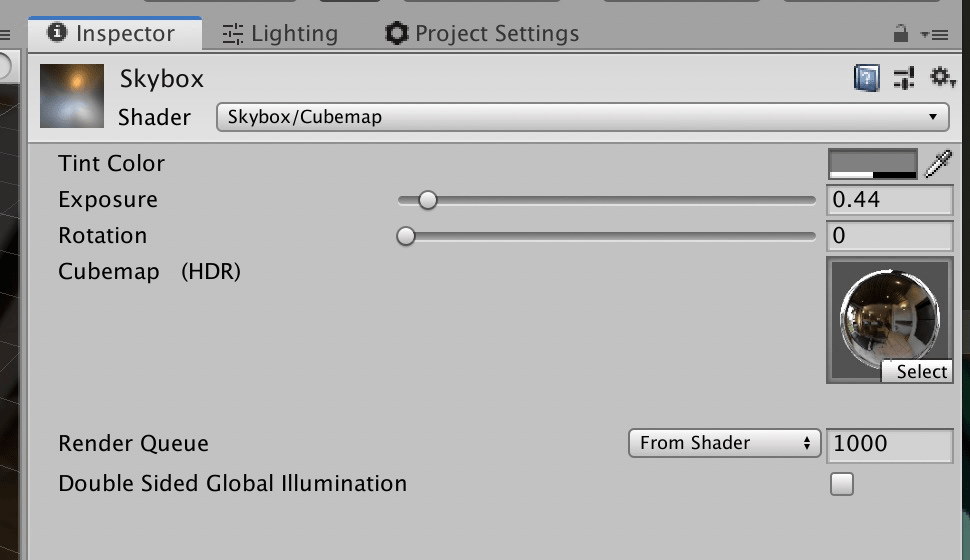 Inspector Lighting Project Settings
Skybox
Shader Skybox/Cubemap
Tint Color
Exposure 0.44
Rotation 0
Cubemap (HDR)
Select
Render Queue From Shader 1000
Double Sided Global Illumination